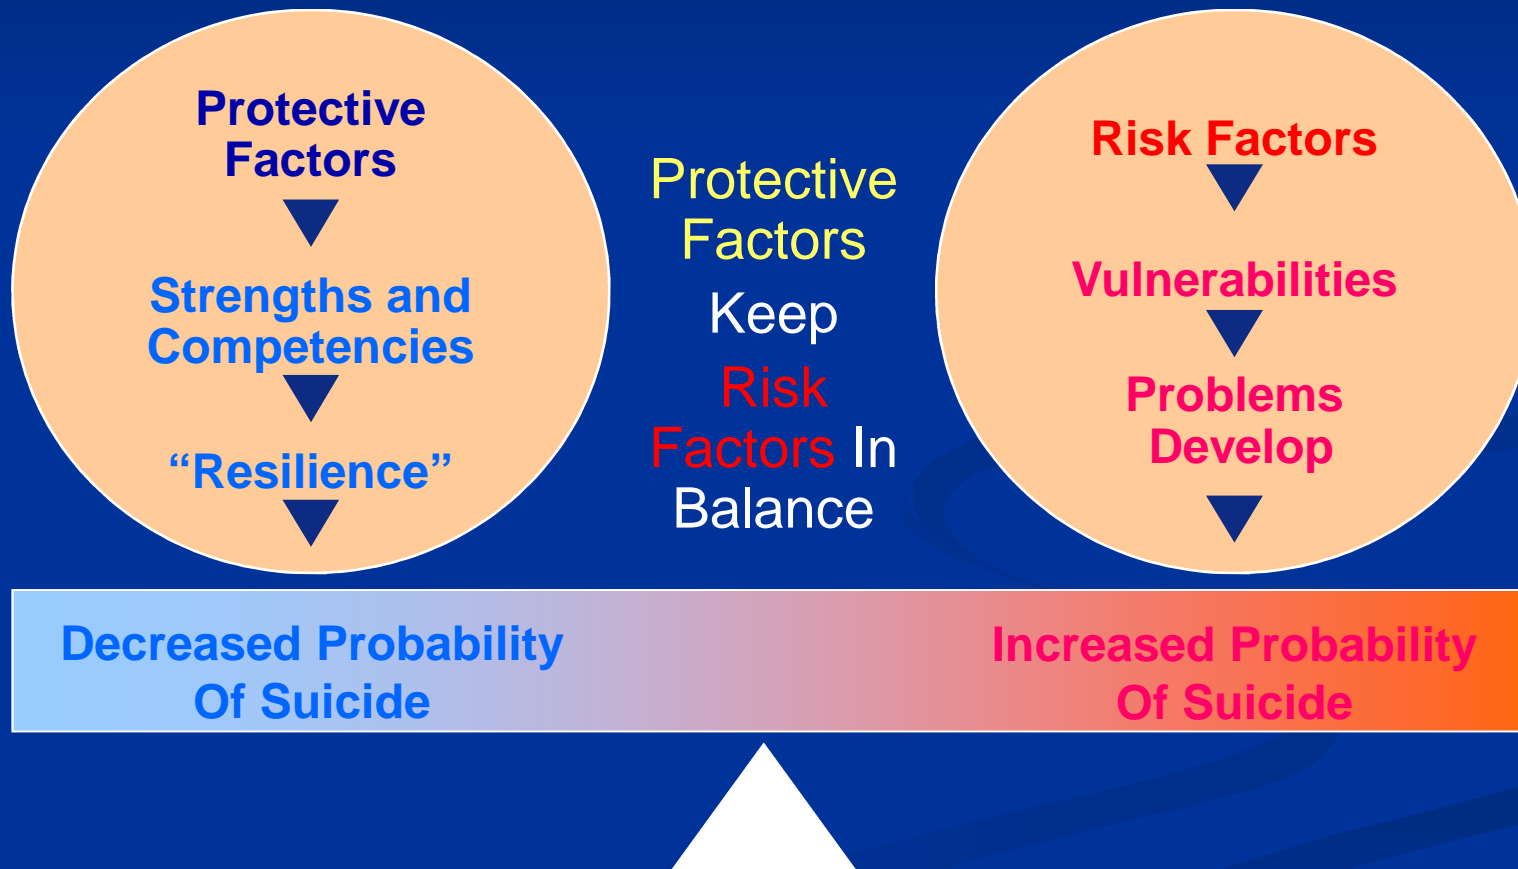 Protective
Factors
Strengths and
Competencies
“Resilience”
Protective
Factors
Keep
Risk
Factors In
Balance
Risk Factors
Vulnerabilities
Problems
Develop
Decreased Probability
Of Suicide
Increased Probability
Of Suicide